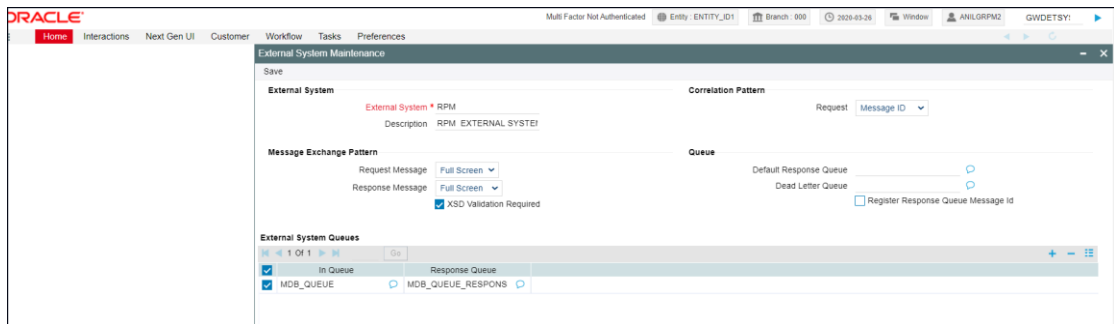 ORACLE
Multi Factor Not Authenticated Entity : ENTITY_ID1 Branch : 000 2020-03-26 Window ANILGRPM2 GWDETSY
Home Interactions Next Gen UI Customer Workflow Tasks Preferences
External System Maintenance
Save
External System Correlation Pattern
External System * RPM Request Message ID
Description RPM EXTERNAL SYSTE
Message Exchange Pattern Queue
Request Message Full Screen Default Response Queue
Response Message Full Screen Dead Letter Queue
XSD Validation Required Register Response Queue Message Id
External System Queues
1 Of 1 Go
In Queue Response Queue
MDB_QUEUE MDB_QUEUE_RESPONS